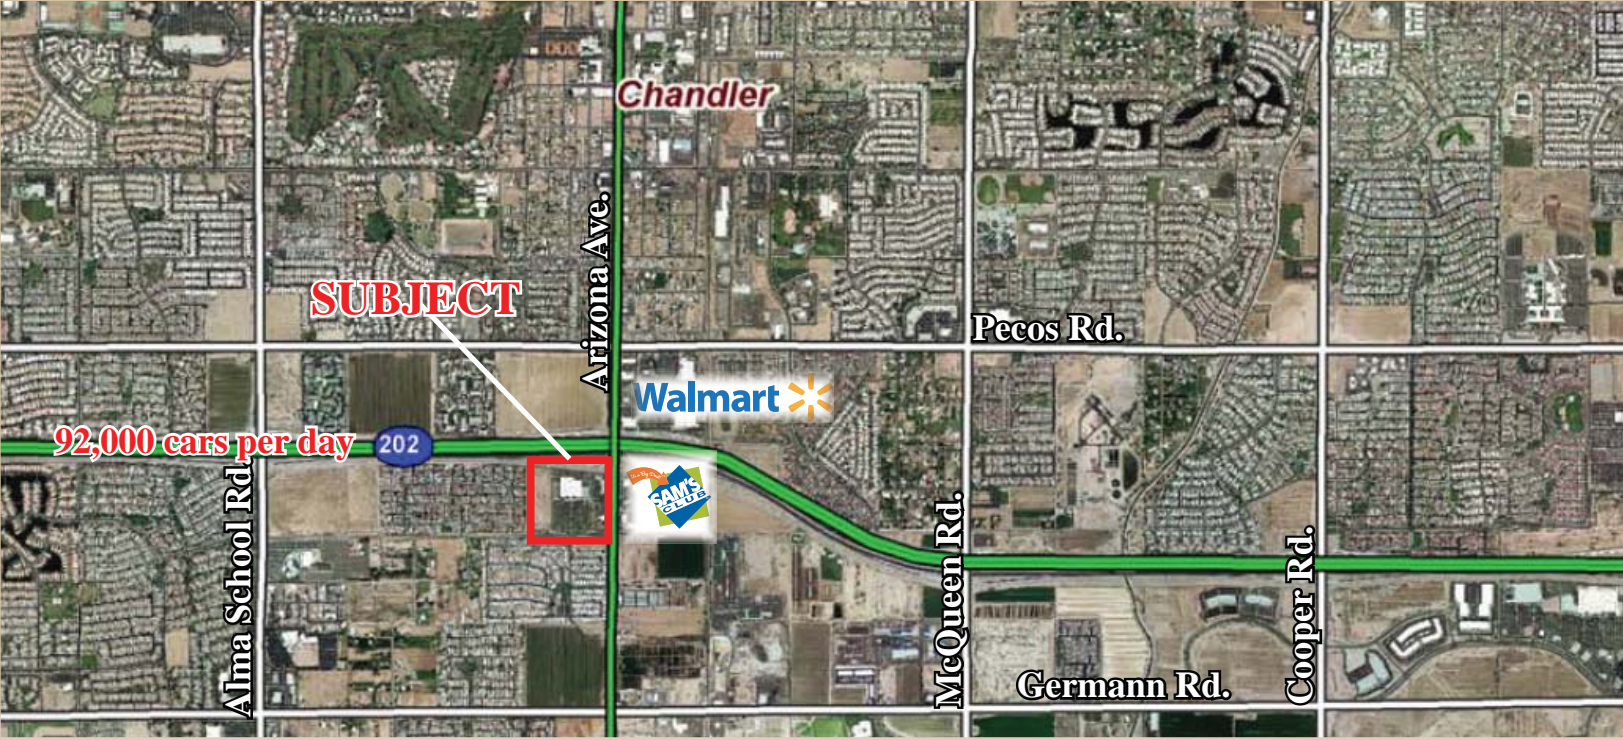 Chandler
Arizona Ave.
SUBJECT
Pecos Rd.
Walmart
92,000 cars per day
202
SAM'S
CLUB
Alma School Rd.
McQueen Rd.
Cooper Rd.
Germann Rd.